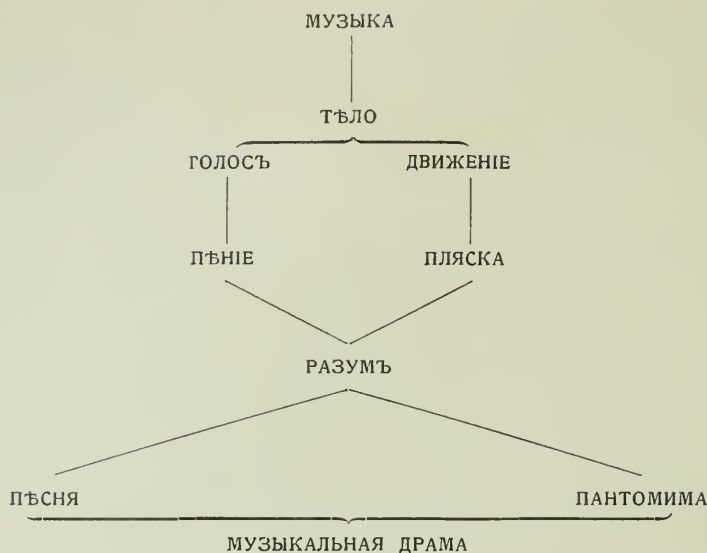 МУЗЫКА
ТѢЛО
ГОЛОСЪ ДВИЖЕНІЕ
ПѢНІЕ ПЛЯСКА
РАЗУМЪ
ПѢСНЯ ПАНТОМИМА
МУЗЫКАЛЬНАЯ ДРАМА